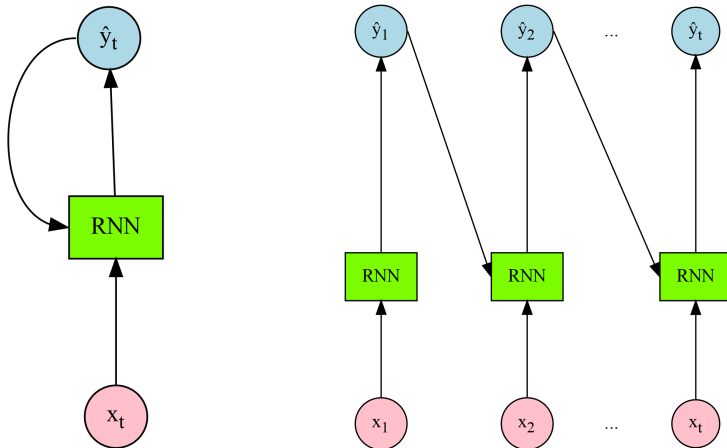 ŷt
RNN
xt
ŷ1 ŷ2 ... ŷt
RNN RNN RNN
x1 x2 ... xt